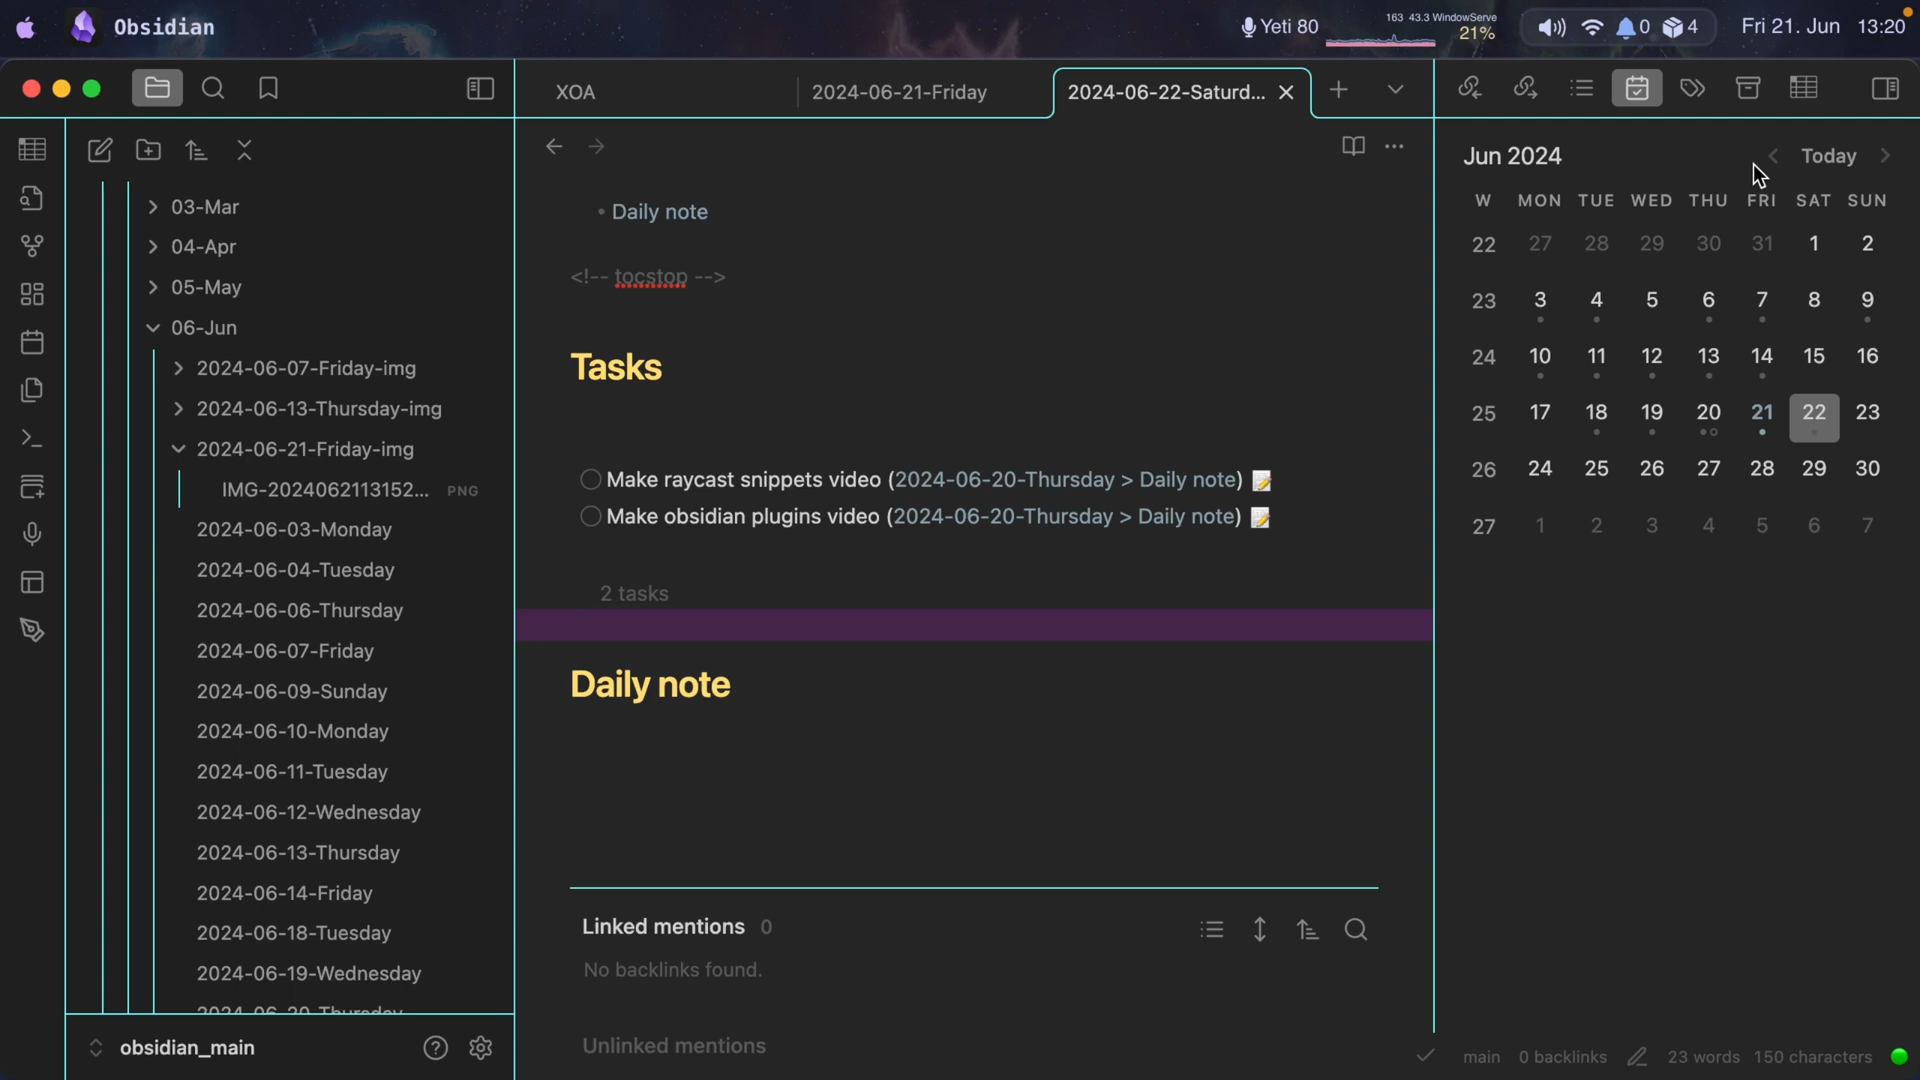 Obsidian
Yeti 80
163 43.3 WindowServe
21%
0
4
Fri 21. Jun 13:20
XOA
2024-06-21-Friday
2024-06-22-Saturd...
03-Mar
04-Apr
05-May
06-Jun
2024-06-07-Friday-img
2024-06-13-Thursday-img
2024-06-21-Friday-img
IMG-2024062113152... PNG
2024-06-03-Monday
2024-06-04-Tuesday
2024-06-06-Thursday
2024-06-07-Friday
2024-06-09-Sunday
2024-06-10-Monday
2024-06-11-Tuesday
2024-06-12-Wednesday
2024-06-13-Thursday
2024-06-14-Friday
2024-06-18-Tuesday
2024-06-19-Wednesday
2024-06-20-Thursday
obsidian_main
Daily note
<!-- tocstop -->
Tasks
Make raycast snippets video (2024-06-20-Thursday > Daily note) 📝
Make obsidian plugins video (2024-06-20-Thursday > Daily note) 📝
2 tasks
Daily note
Linked mentions 0
No backlinks found.
Unlinked mentions
Jun 2024 Today
W MON TUE WED THU FRI SAT SUN
22 27 28 29 30 31 1 2
23 3 4 5 6 7 8 9
24 10 11 12 13 14 15 16
25 17 18 19 20 21 22 23
26 24 25 26 27 28 29 30
27 1 2 3 4 5 6 7
main 0 backlinks 23 words 150 characters